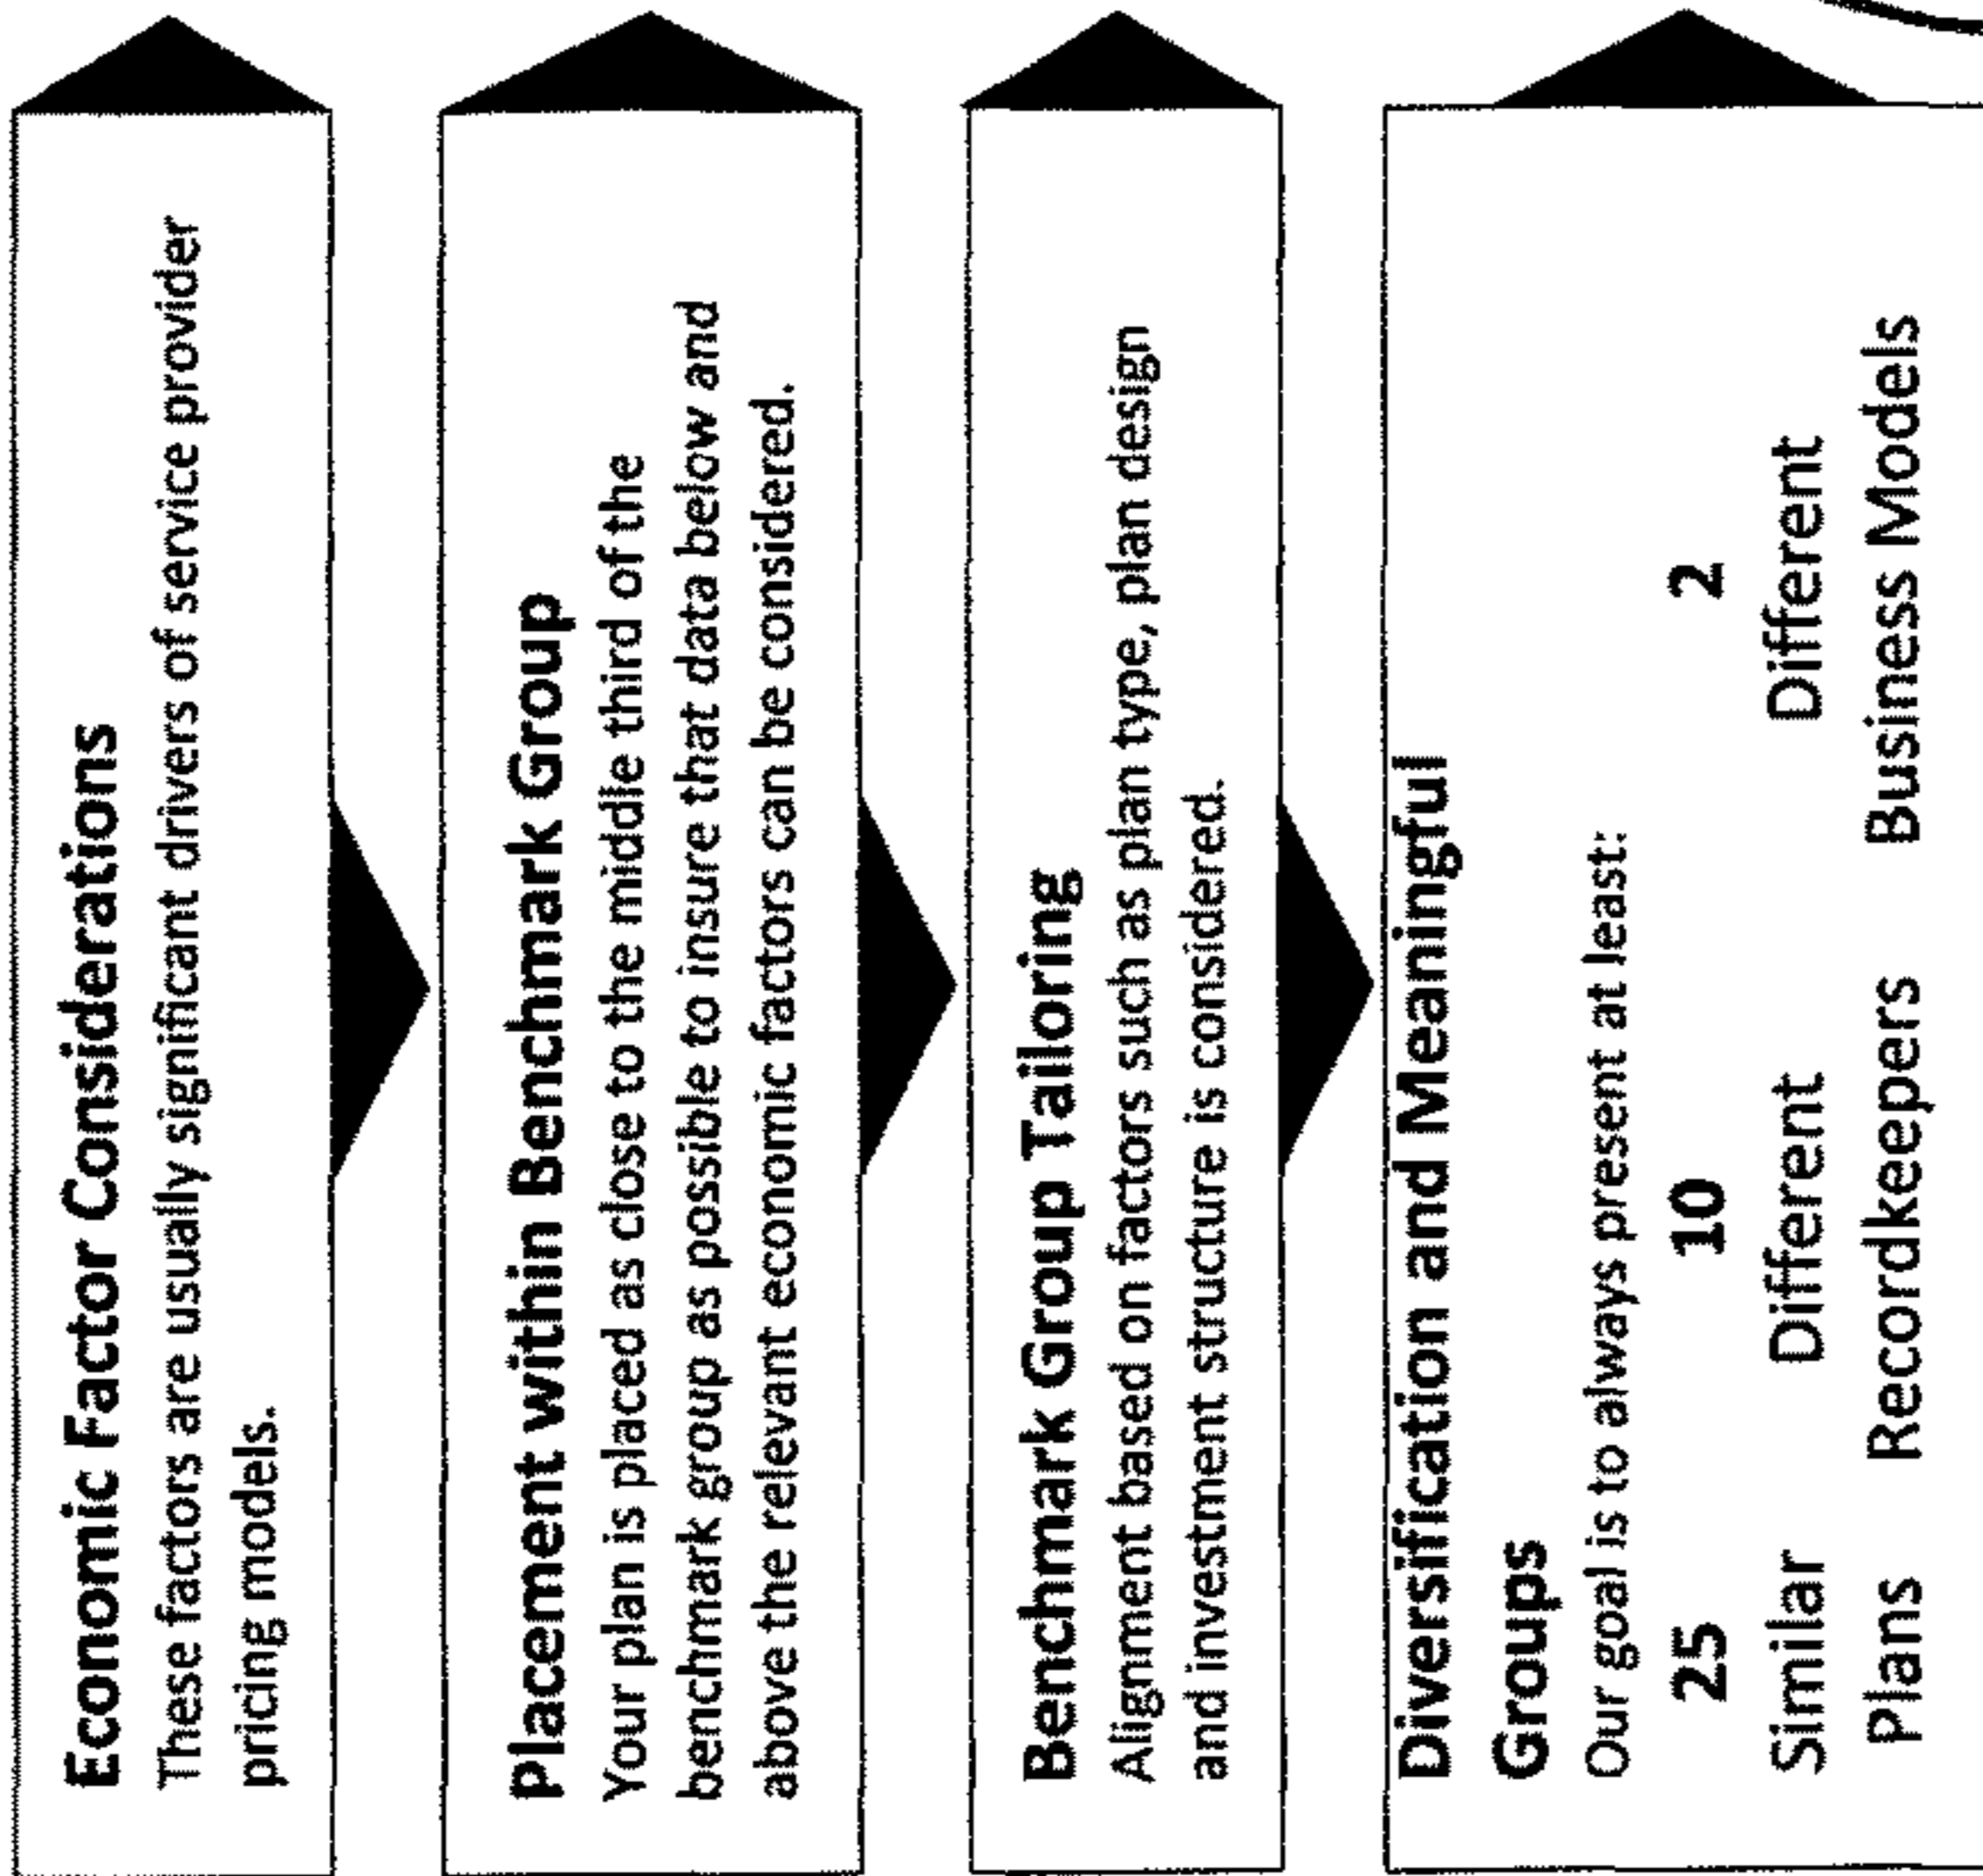 Economic Factor Considerations
These factors are usually significant drivers of service provider
pricing models.
Placement within Benchmark Group
Your plan is placed as close to the middle third of the
benchmark group as possible to insure that data below and
above the relevant economic factors can be considered.
Benchmark Group Tailoring
Alignment based on factors such as plan type, plan design
and investment structure is considered.
Diversification and Meaningful
Groups
Our goal is to always present at least:
25 10 2
Similar Different Different
Plans Recordkeepers Business Models